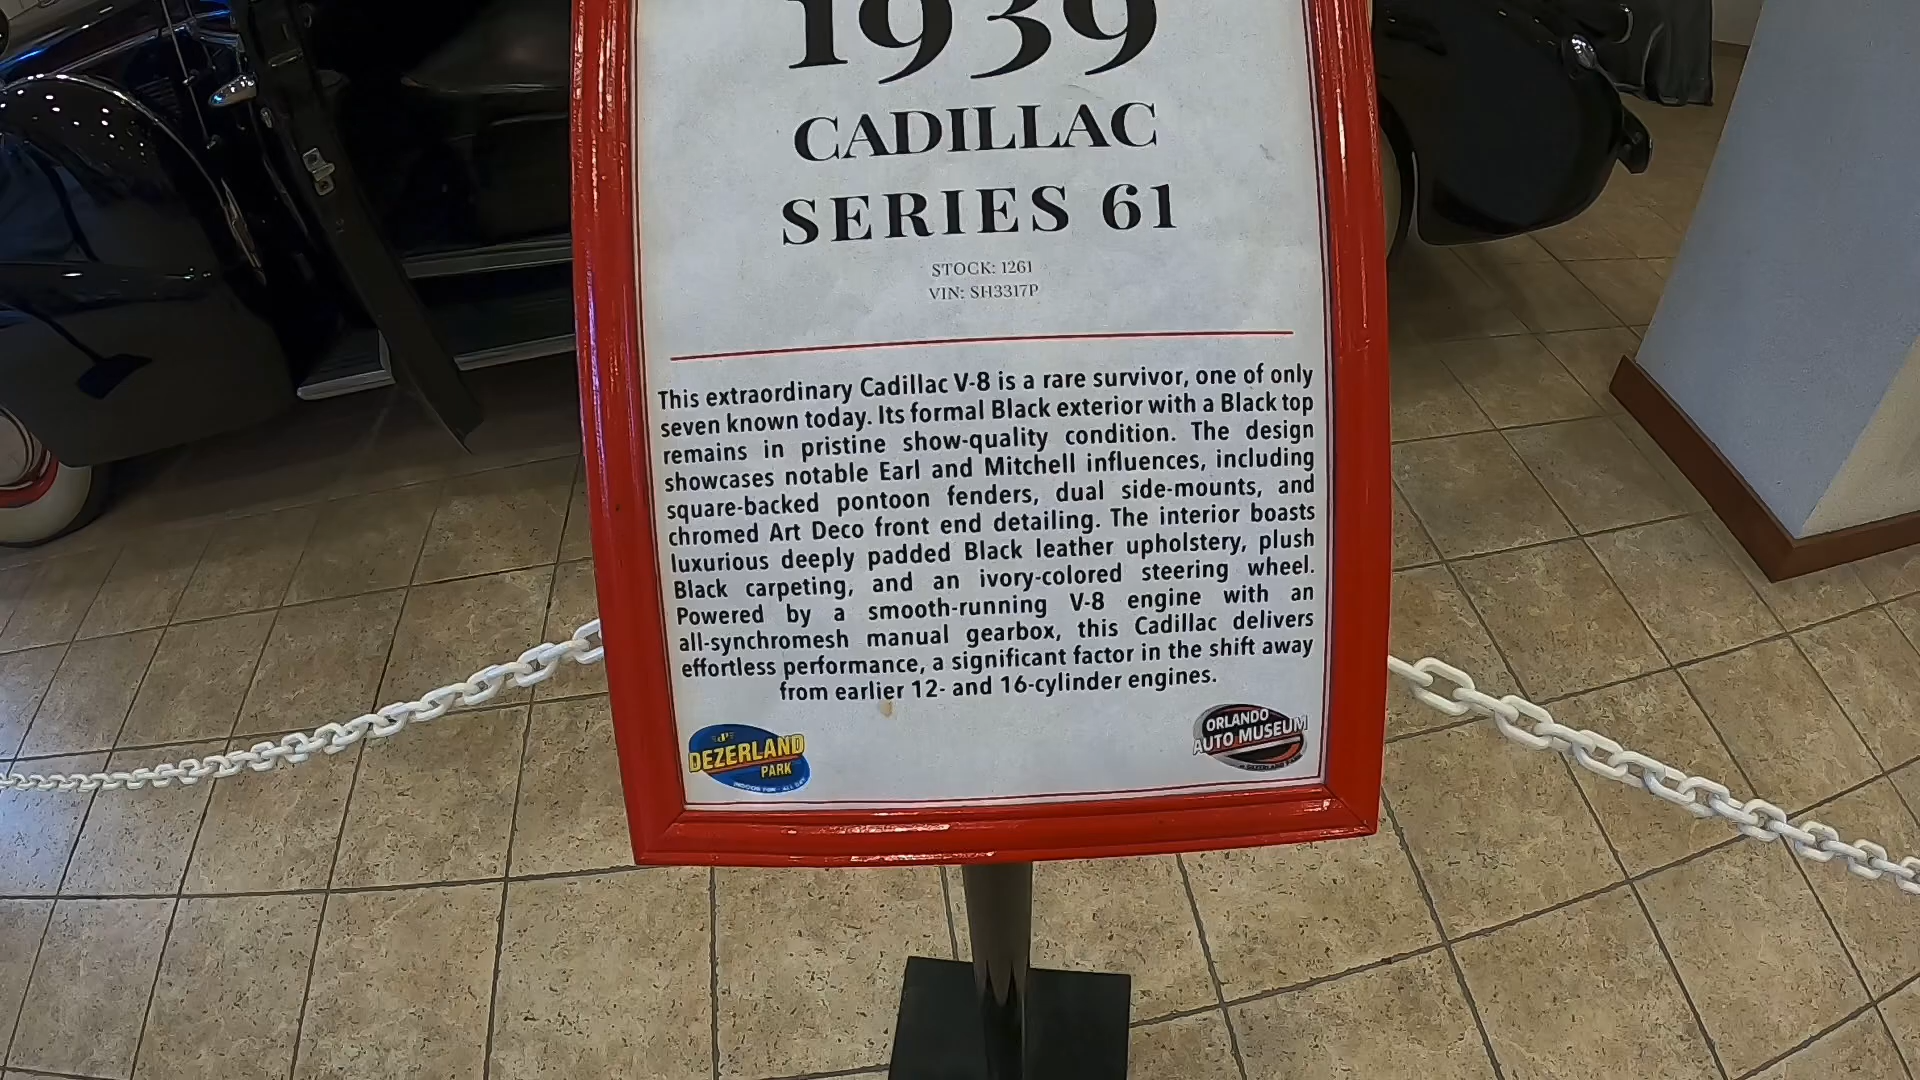 1939
CADILLAC
SERIES 61
STOCK: 1261
VIN: SH3317P
This extraordinary Cadillac V-8 is a rare survivor, one of only
seven known today. Its formal Black exterior with a Black top
remains in pristine show-quality condition. The design
showcases notable Earl and Mitchell influences, including
square-backed pontoon fenders, dual side-mounts, and
chromed Art Deco front end detailing. The interior boasts
luxurious deeply padded Black leather upholstery, plush
Black carpeting, and an ivory-colored steering wheel.
Powered by a smooth-running V-8 engine with an
all-synchromesh manual gearbox, this Cadillac delivers
effortless performance, a significant factor in the shift away
from earlier 12- and 16-cylinder engines.
DEZERLAND
PARK
INDOOR FUN - ALL DAY
ORLANDO
AUTO MUSEUM